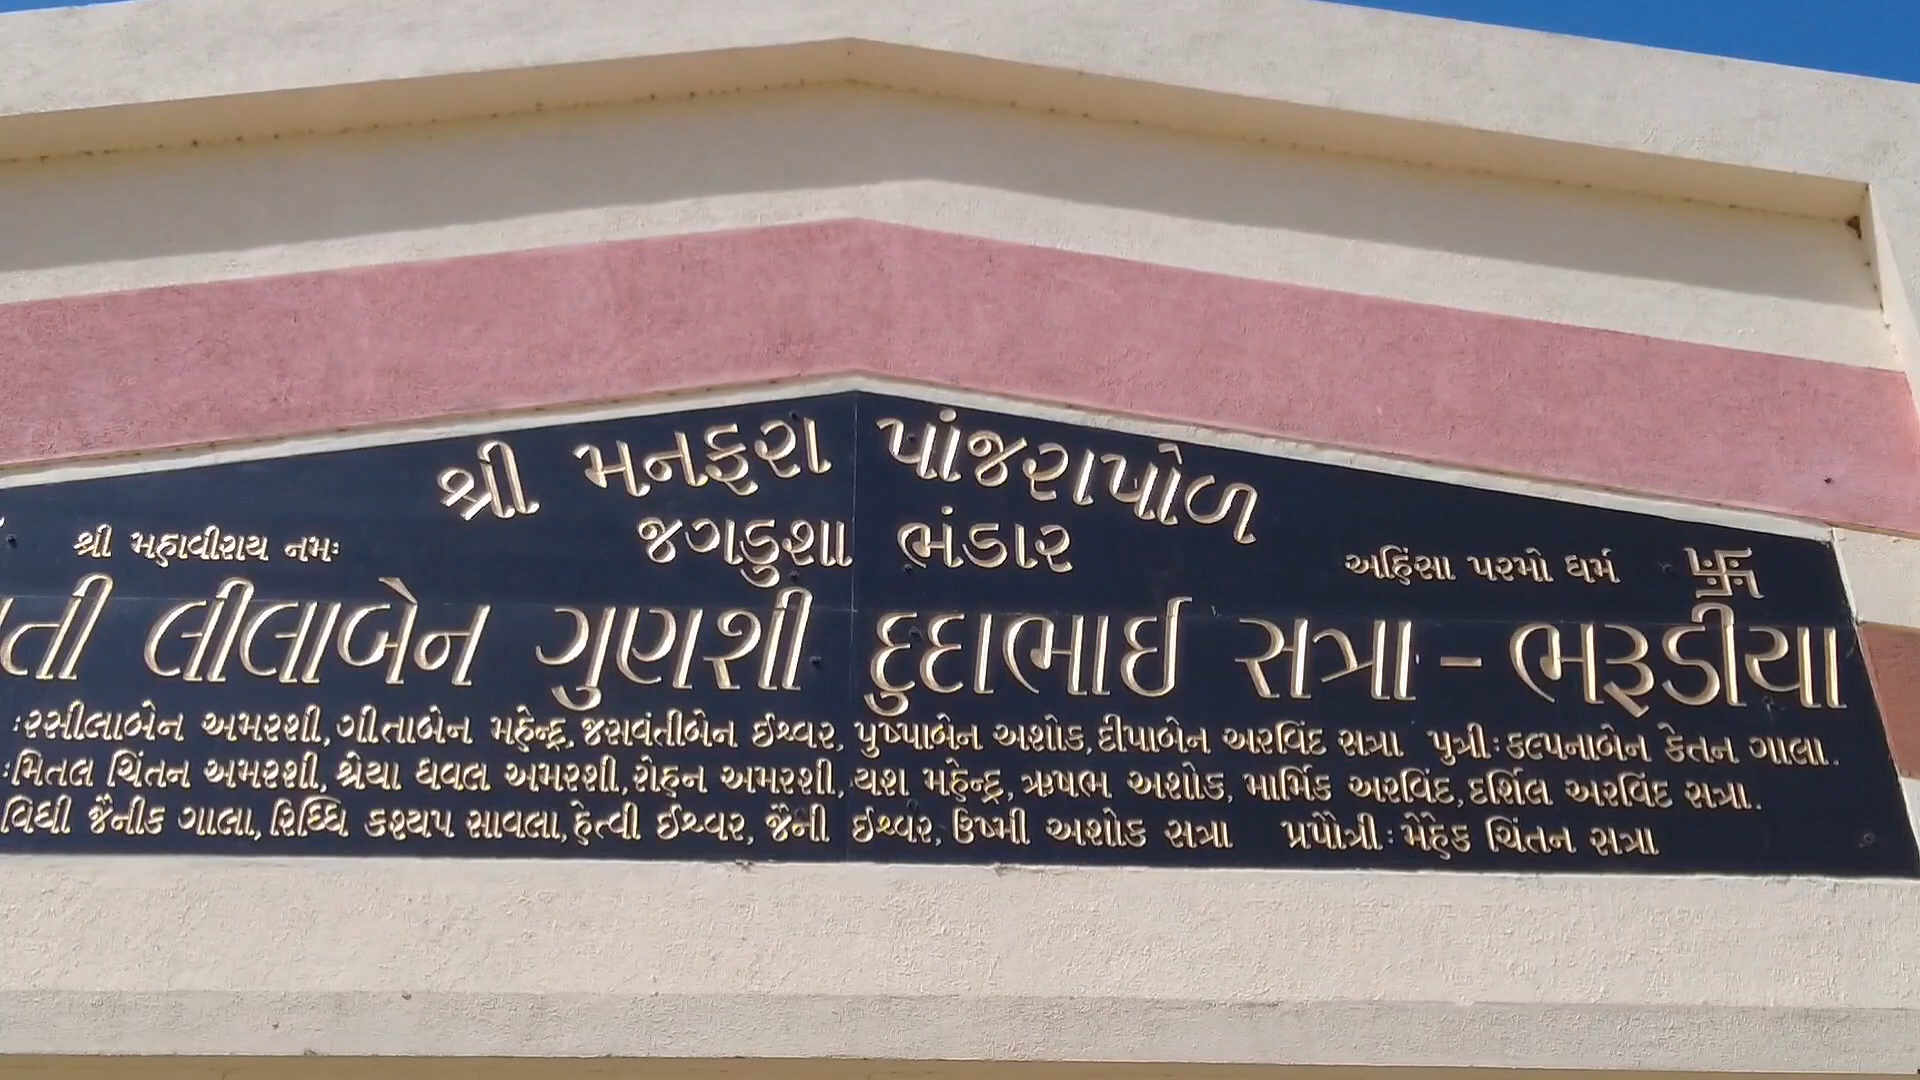 શ્રી મનફરા પાંજરાપોળ
જગડુશા ભંડાર
શ્રી મહાવીરાય નમઃ
અહિંસા પરમો ધર્મ 卐
લીલાબેન ગુણશી દુદાભાઈ સત્રા - ભરૂડીયા
:રસીલાબેન અમરશી, ગીતાબેન મહેન્દ્ર, જસવંતીબેન ઈશ્વર, પુષ્પાબેન અશોક, દીપાબેન અરવિંદ સત્રા પુત્રી: કલ્પનાબેન કેતન ગાલા.
:મિતલ ચિંતન અમરશી, શ્રેયા ધવલ અમરશી, રોહન અમરશી, યશ મહેન્દ્ર, ઋષભ અશોક, માર્મિક અરવિંદ, દર્શિલ અરવિંદ સત્રા.
વિધી જૈનીક ગાલા, રિધ્ધિ કશ્યપ સાવલા, હેત્વી ઈશ્વર, જૈની ઈશ્વર, ઉષ્મી અશોક સત્રા પ્રપૌત્રી: મેહેક ચિંતન સત્રા